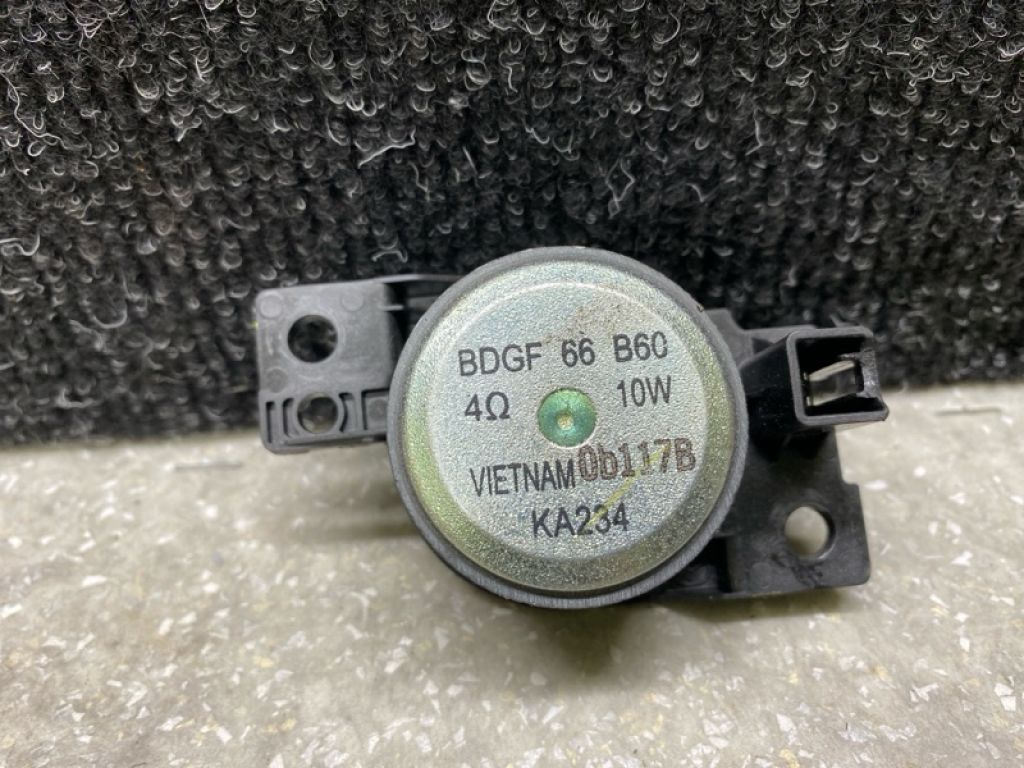 BDGF 66 B60
4Ω 10W
VIETNAM 0b117B
KA234